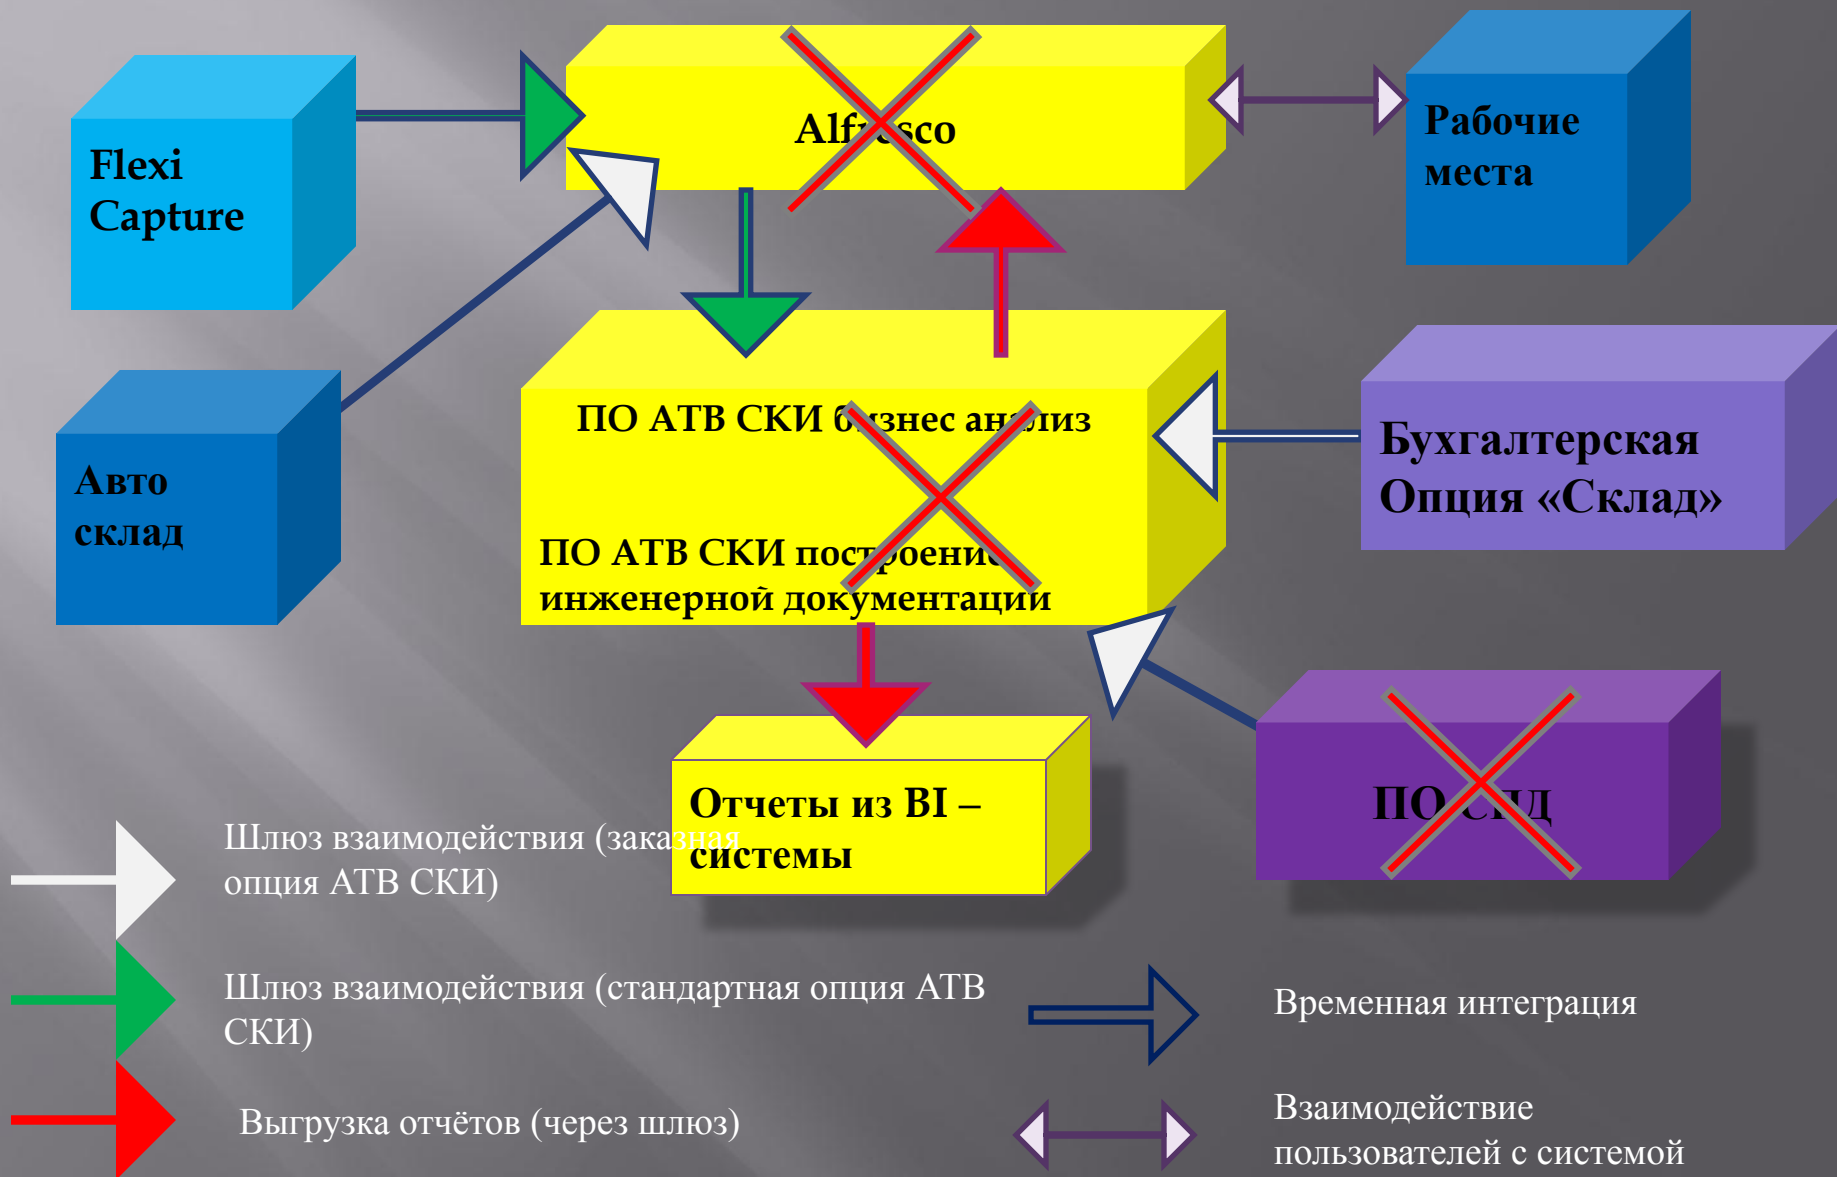 Flexi
Capture
Alfresco
Рабочие
места
Авто
склад
ПО АТВ СКИ бизнес анализ
ПО АТВ СКИ построение
инженерной документации
Бухгалтерская
Опция «Склад»
Отчеты из BI –
системы
ПО СПД
Шлюз взаимодействия (заказная
опция АТВ СКИ)
Шлюз взаимодействия (стандартная опция АТВ
СКИ)
Выгрузка отчётов (через шлюз)
Временная интеграция
Взаимодействие
пользователей с системой